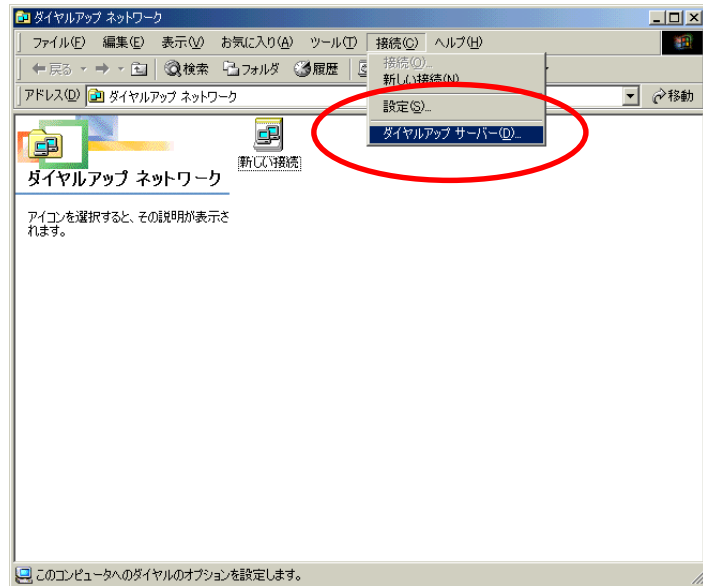 ダイヤルアップ ネットワーク
ファイル(F) 編集(E) 表示(V) お気に入り(A) ツール(T) 接続(C) ヘルプ(H)
戻る 検索 フォルダ 履歴
接続(O)...
新しい接続(N)
設定(S)...
ダイヤルアップ サーバー(D)...
アドレス(D) ダイヤルアップ ネットワーク 移動
新しい接続
ダイヤルアップ ネットワーク
アイコンを選択すると、その説明が表示さ
れます。
このコンピュータへのダイヤルのオプションを設定します。